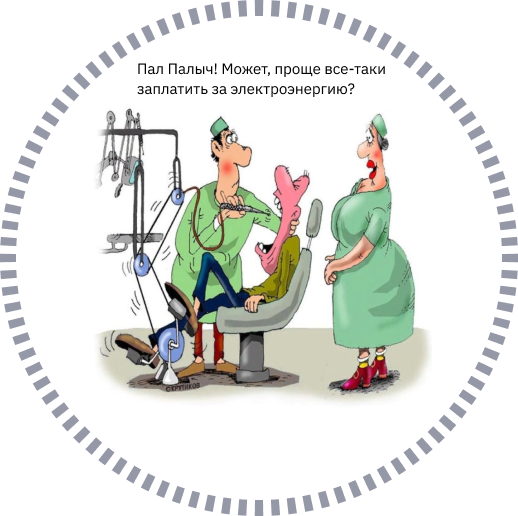 Пал Палыч! Может, проще все-таки
заплатить за электроэнергию?